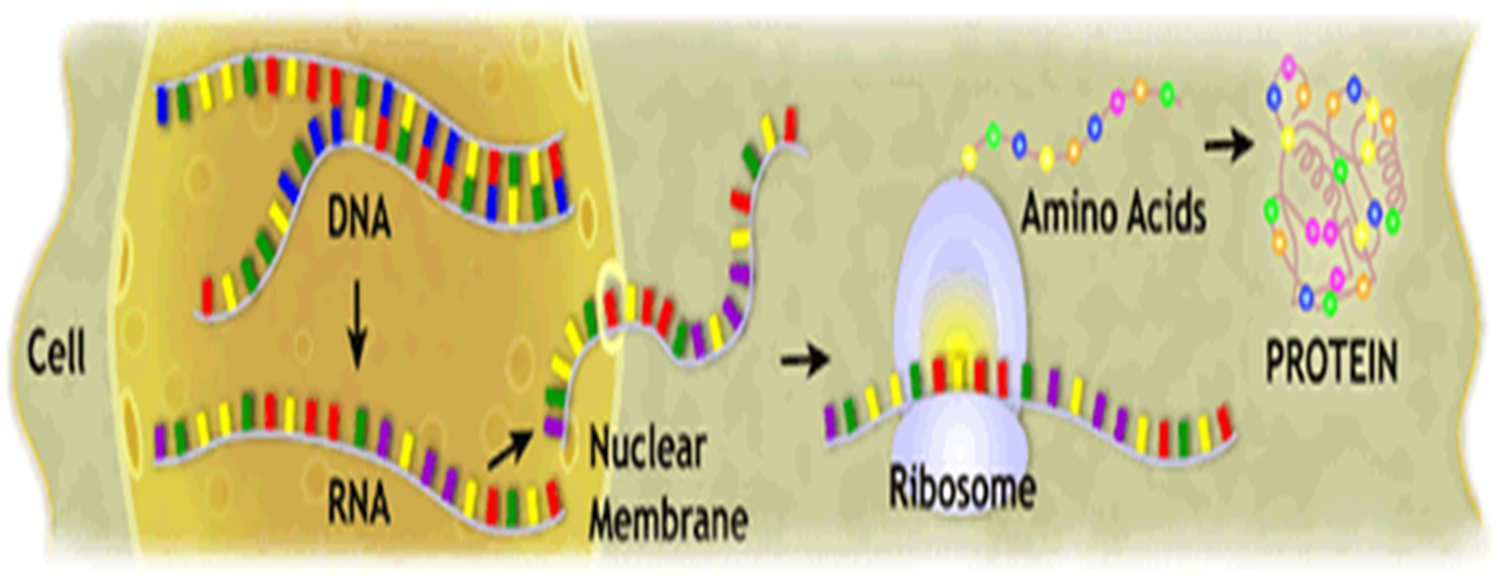 Cell
DNA
RNA
Nuclear
Membrane
Ribosome
Amino Acids
PROTEIN